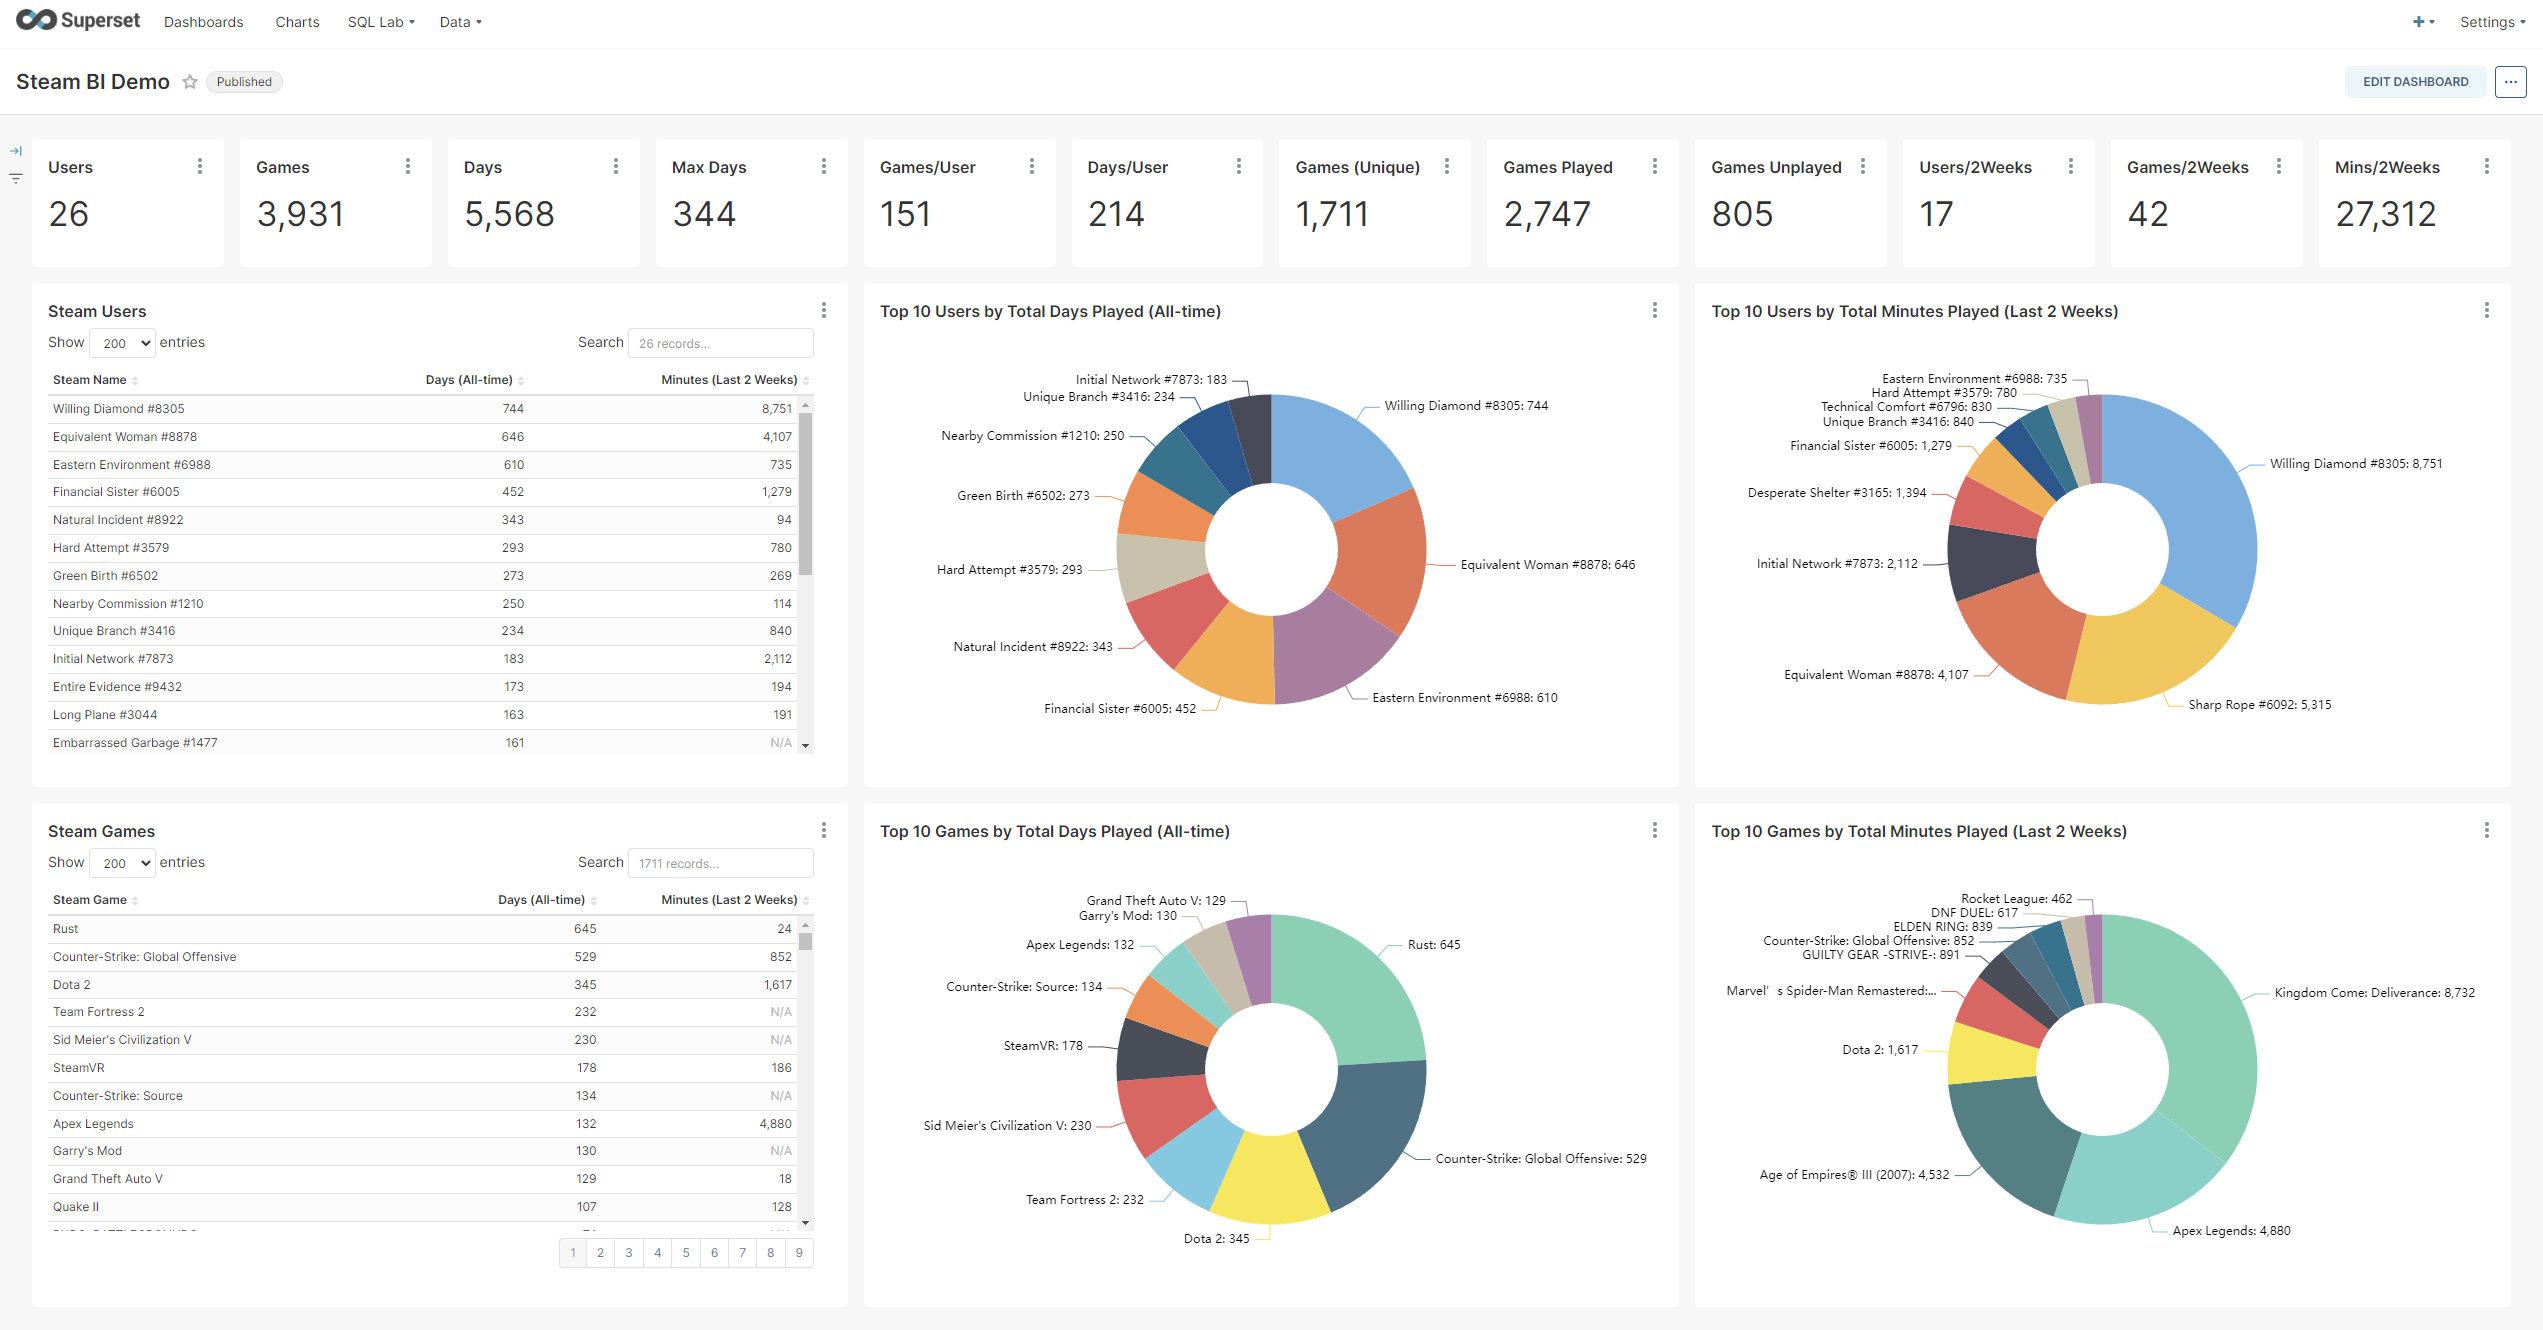 Superset Dashboards Charts SQL Lab Data + Settings
Steam BI Demo Published EDIT DASHBOARD ...
Users Games Days Max Days Games/User Days/User Games (Unique) Games Played Games Unplayed Users/2Weeks Games/2Weeks Mins/2Weeks
26 3,931 5,568 344 151 214 1,711 2,747 805 17 42 27,312
Steam Users
Show 200 entries Search 26 records...
Steam Name Days (All-time) Minutes (Last 2 Weeks)
Willing Diamond #8305 744 8,751
Equivalent Woman #8878 646 4,107
Eastern Environment #6988 610 735
Financial Sister #6005 452 1,279
Natural Incident #8922 343 94
Hard Attempt #3579 293 780
Green Birth #6502 273 269
Nearby Commission #1210 250 114
Unique Branch #3416 234 840
Initial Network #7873 183 2,112
Entire Evidence #9432 173 194
Long Plane #3044 163 191
Embarrassed Garbage #1477 161 N/A
Top 10 Users by Total Days Played (All-time)
Initial Network #7873: 183
Unique Branch #3416: 234
Willing Diamond #8305: 744
Nearby Commission #1210: 250
Green Birth #6502: 273
Equivalent Woman #8878: 646
Hard Attempt #3579: 293
Natural Incident #8922: 343
Eastern Environment #6988: 610
Financial Sister #6005: 452
Top 10 Users by Total Minutes Played (Last 2 Weeks)
Eastern Environment #6988: 735
Hard Attempt #3579: 780
Technical Comfort #6796: 830
Unique Branch #3416: 840
Financial Sister #6005: 1,279
Willing Diamond #8305: 8,751
Desperate Shelter #3165: 1,394
Initial Network #7873: 2,112
Equivalent Woman #8878: 4,107
Sharp Rope #6092: 5,315
Steam Games
Show 200 entries Search 1711 records...
Steam Game Days (All-time) Minutes (Last 2 Weeks)
Rust 645 24
Counter-Strike: Global Offensive 529 852
Dota 2 345 1,617
Team Fortress 2 232 N/A
Sid Meier's Civilization V 230 N/A
SteamVR 178 186
Counter-Strike: Source 134 N/A
Apex Legends 132 4,880
Garry's Mod 130 N/A
Grand Theft Auto V 129 18
Quake II 107 128
1 2 3 4 5 6 7 8 9
Top 10 Games by Total Days Played (All-time)
Grand Theft Auto V: 129
Garry's Mod: 130
Apex Legends: 132
Rust: 645
Counter-Strike: Source: 134
SteamVR: 178
Sid Meier's Civilization V: 230
Counter-Strike: Global Offensive: 529
Team Fortress 2: 232
Dota 2: 345
Top 10 Games by Total Minutes Played (Last 2 Weeks)
Rocket League: 462
DNF DUEL: 617
ELDEN RING: 839
Counter-Strike: Global Offensive: 852
GUILTY GEAR -STRIVE-: 891
Marvel’s Spider-Man Remastered:...
Kingdom Come: Deliverance: 8,732
Dota 2: 1,617
Age of Empires® III (2007): 4,532
Apex Legends: 4,880